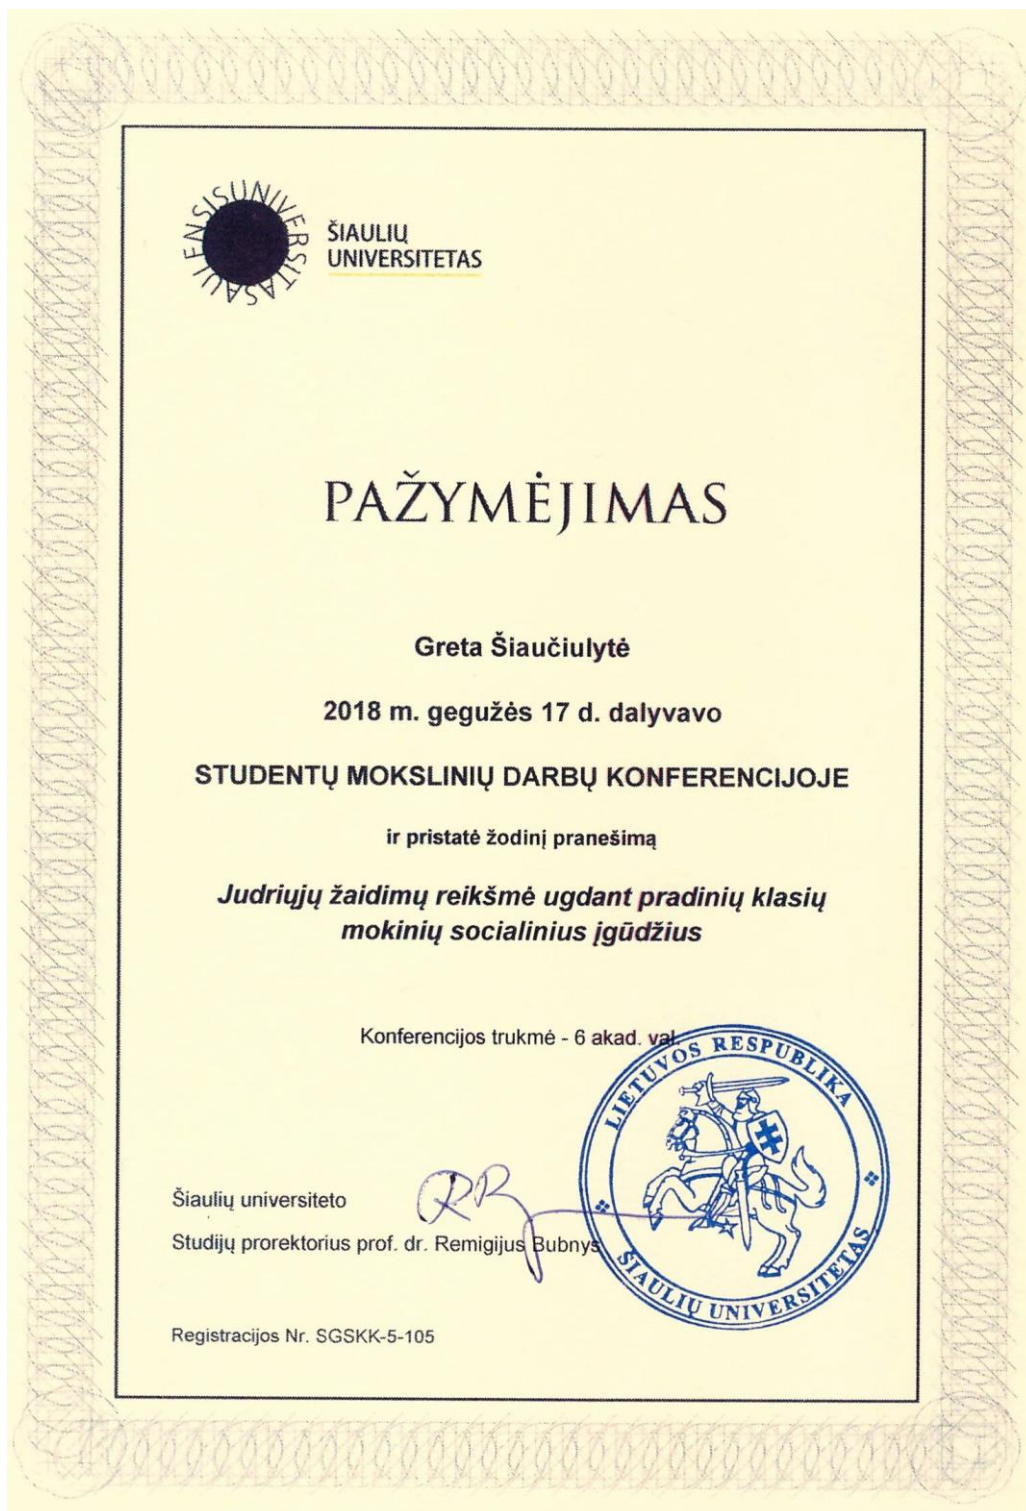 UNIVERSITAS SAULENSIS
ŠIAULIŲ
UNIVERSITETAS
PAŽYMĖJIMAS
Greta Šiaučiulytė
2018 m. gegužės 17 d. dalyvavo
STUDENTŲ MOKSLINIŲ DARBŲ KONFERENCIJOJE
ir pristatė žodinį pranešimą
Judriųjų žaidimų reikšmė ugdant pradinių klasių
mokinių socialinius įgūdžius
Konferencijos trukmė - 6 akad. val.
LIETUVOS RESPUBLIKA
ŠIAULIŲ UNIVERSITETAS
Šiaulių universiteto
Studijų prorektorius prof. dr. Remigijus Bubnys
Registracijos Nr. SGSKK-5-105